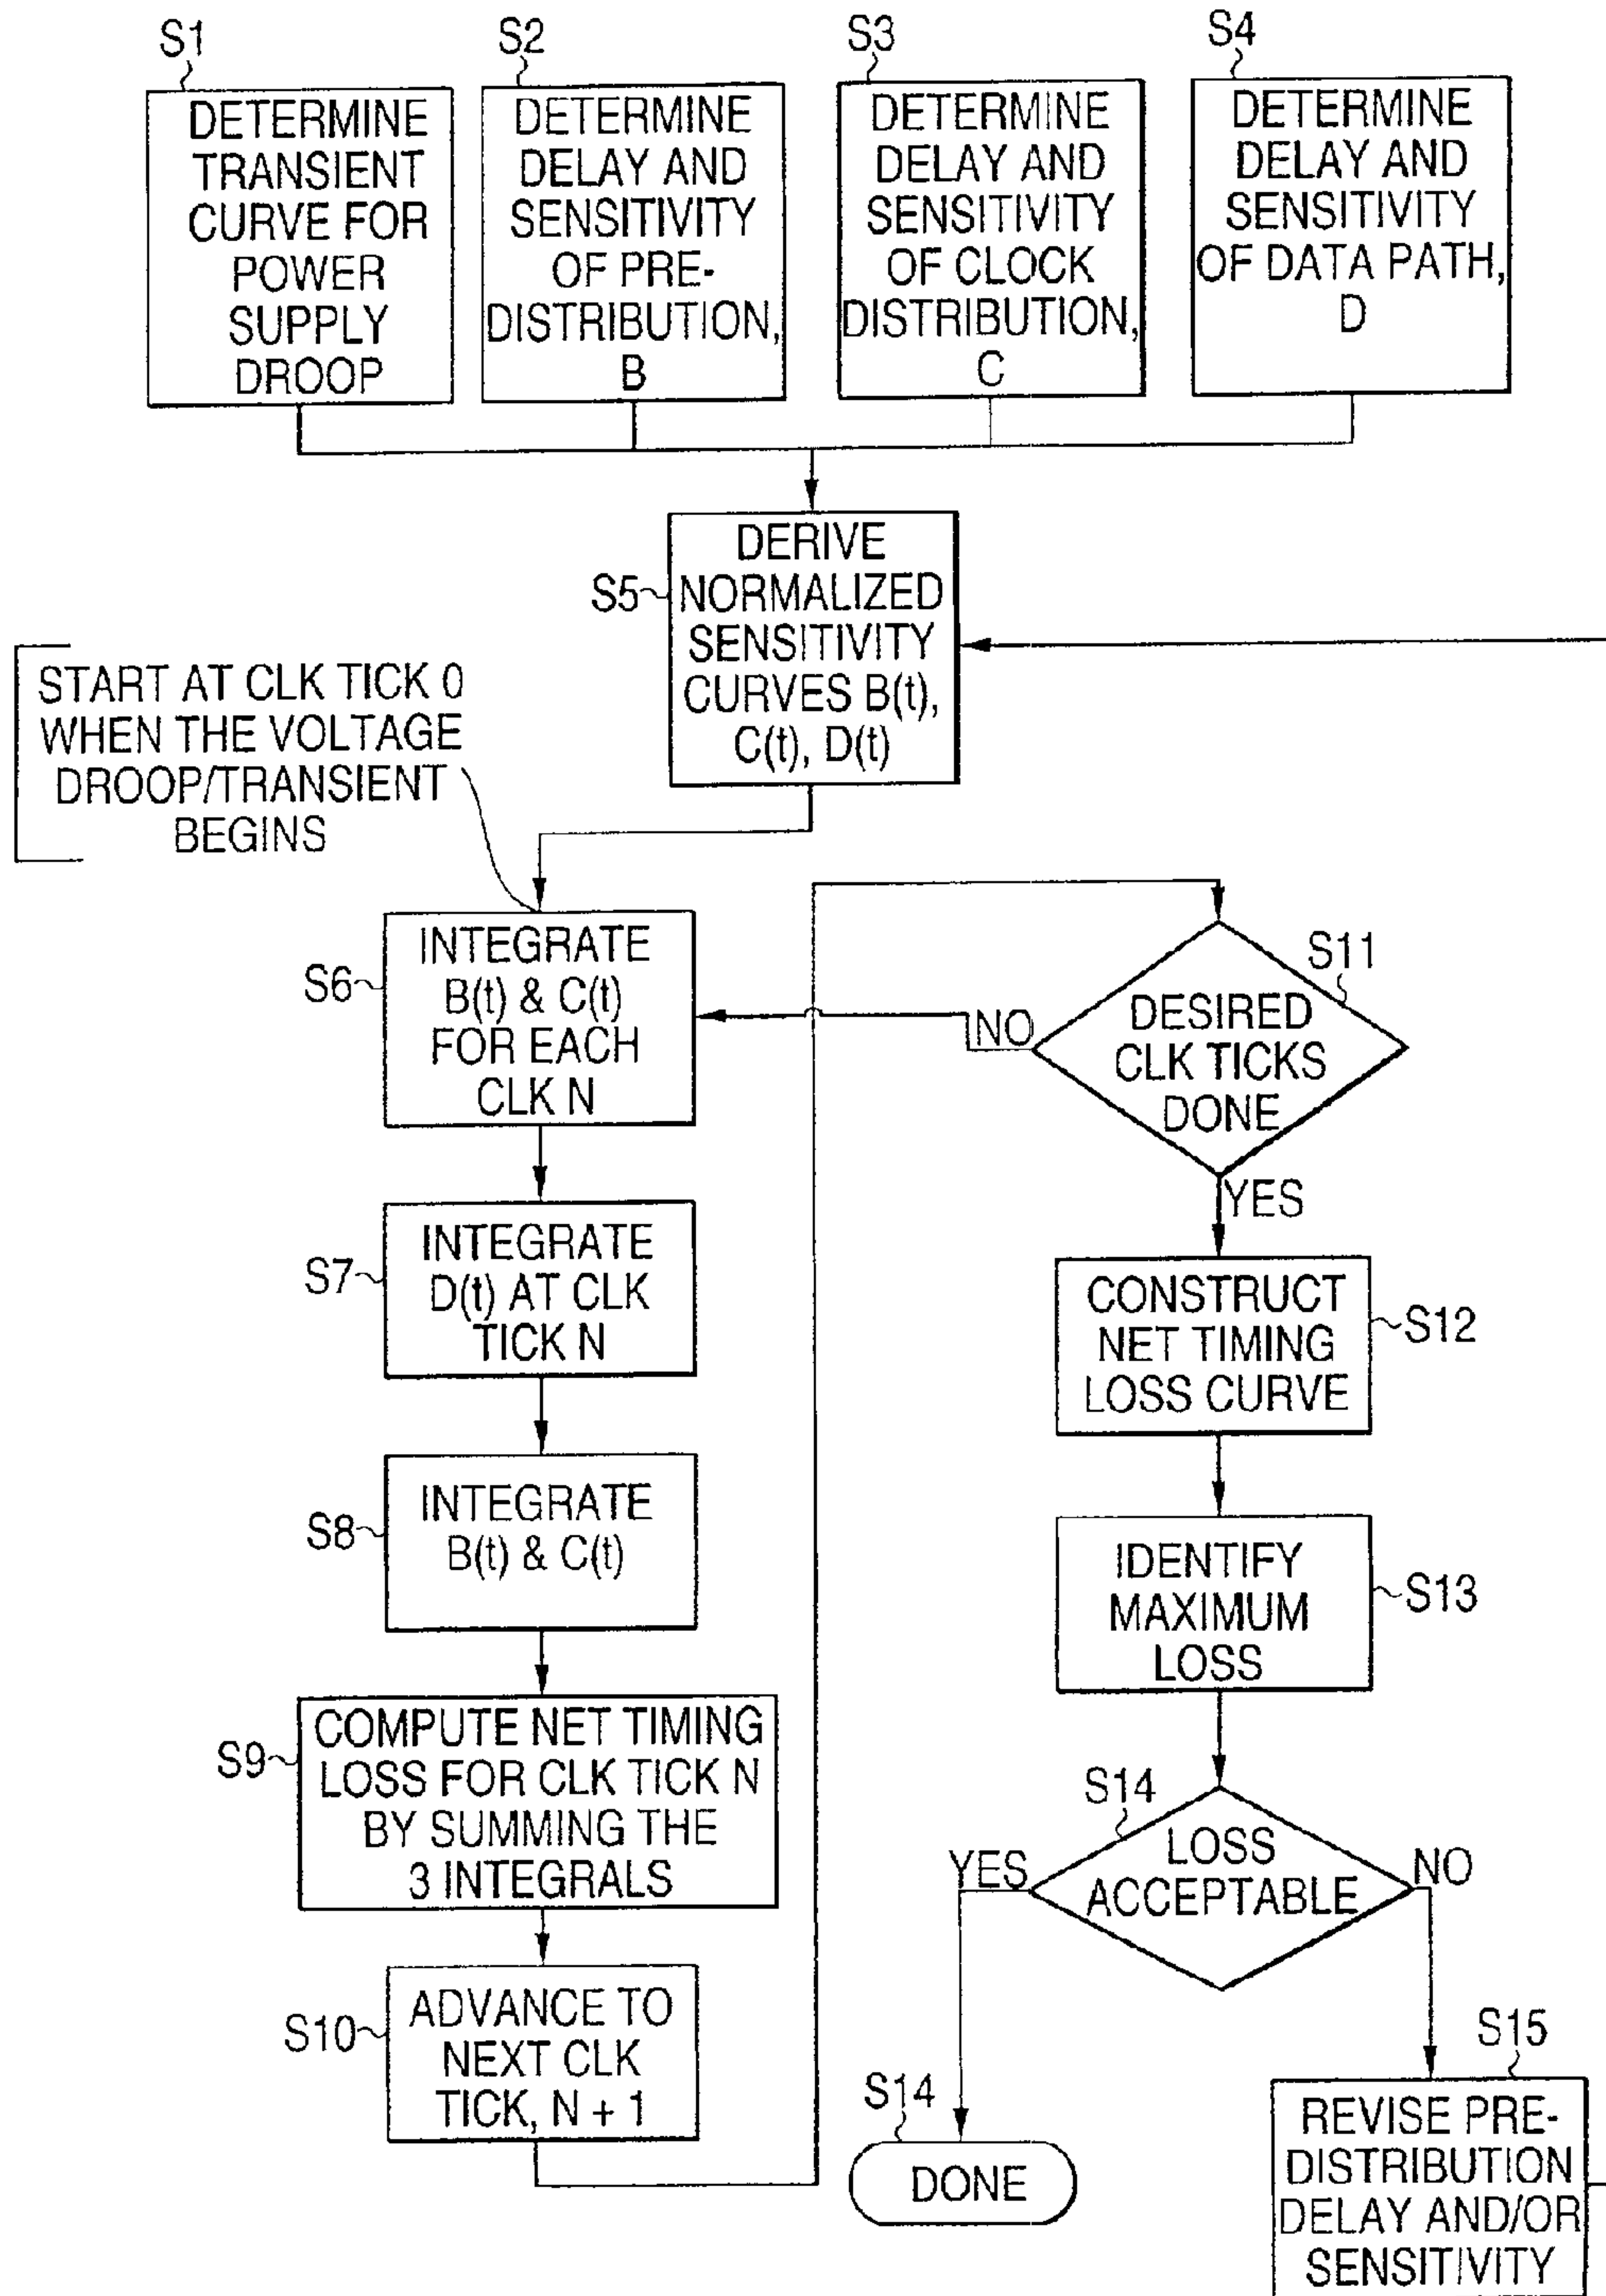 S1
DETERMINE
TRANSIENT
CURVE FOR
POWER
SUPPLY
DROOP
S2
DETERMINE
DELAY AND
SENSITIVITY
OF PRE-
DISTRIBUTION,
B
S3
DETERMINE
DELAY AND
SENSITIVITY
OF CLOCK
DISTRIBUTION,
C
S4
DETERMINE
DELAY AND
SENSITIVITY
OF DATA PATH,
D
S5
DERIVE
NORMALIZED
SENSITIVITY
CURVES B(t),
C(t), D(t)
START AT CLK TICK 0
WHEN THE VOLTAGE
DROOP/TRANSIENT
BEGINS
S6
INTEGRATE
B(t) & C(t)
FOR EACH
CLK N
S7
INTEGRATE
D(t) AT CLK
TICK N
S8
INTEGRATE
B(t) & C(t)
S9
COMPUTE NET TIMING
LOSS FOR CLK TICK N
BY SUMMING THE
3 INTEGRALS
S10
ADVANCE TO
NEXT CLK
TICK, N + 1
S11
DESIRED
CLK TICKS
DONE
NO
YES
CONSTRUCT
NET TIMING
LOSS CURVE
S12
IDENTIFY
MAXIMUM
LOSS
S13
S14
LOSS
ACCEPTABLE
YES
NO
S14
DONE
S15
REVISE PRE-
DISTRIBUTION
DELAY AND/OR
SENSITIVITY